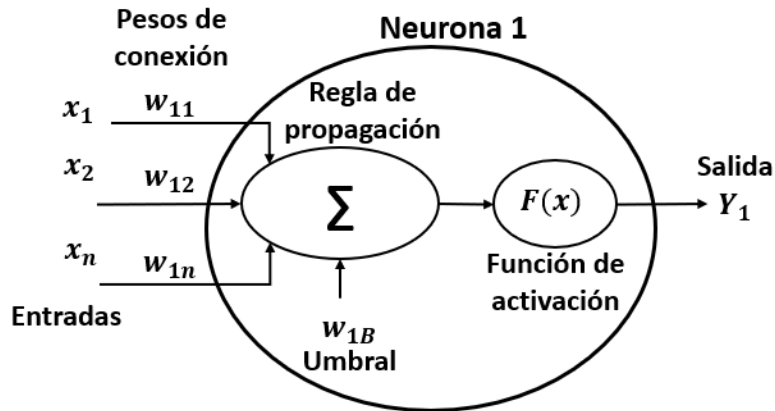 Neurona 1
Pesos de
conexión
x₁ w₁₁
Regla de
propagación
x₂ w₁₂
Σ
F(x)
Salida
Y₁
xₙ w₁ₙ
Función de
activación
Entradas
w₁B
Umbral